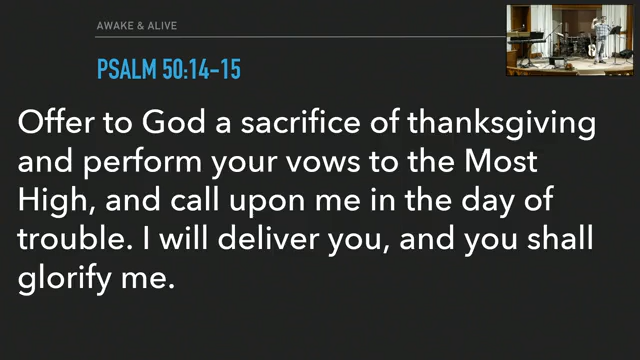 AWAKE & ALIVE
PSALM 50:14-15
Offer to God a sacrifice of thanksgiving
and perform your vows to the Most
High, and call upon me in the day of
trouble. I will deliver you, and you shall
glorify me.